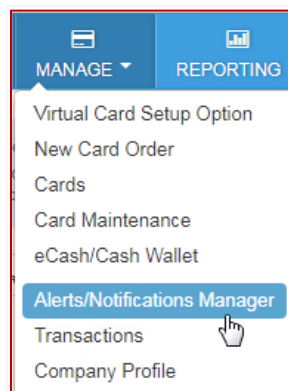 MANAGE REPORTING
Virtual Card Setup Option
New Card Order
Cards
Card Maintenance
eCash/Cash Wallet
Alerts/Notifications Manager
Transactions
Company Profile